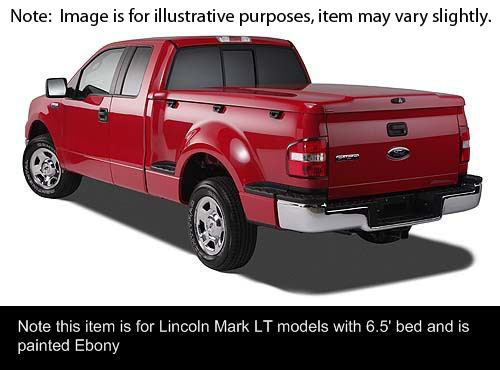 Note:  Image is for illustrative purposes, item may vary slightly.
Ford
Note this item is for Lincoln Mark LT models with 6.5' bed and is
painted Ebony